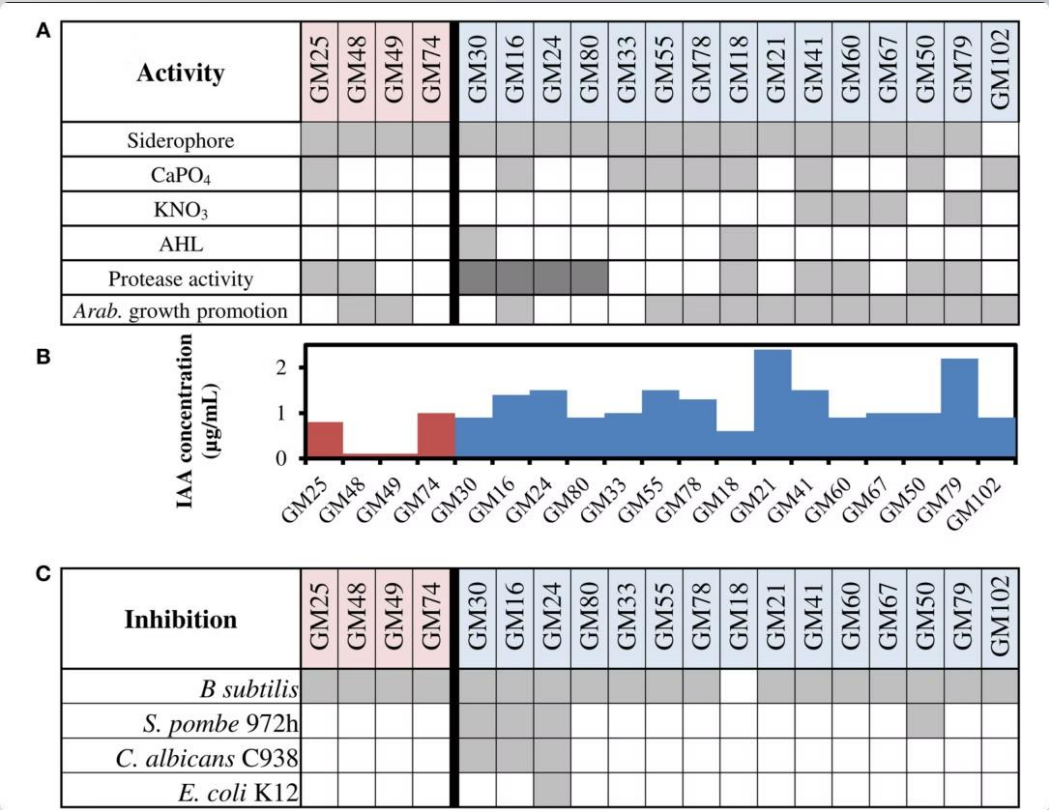 A
Activity
GM25 GM48 GM49 GM74 GM30 GM16 GM24 GM80 GM33 GM55 GM78 GM18 GM21 GM41 GM60 GM67 GM50 GM79 GM102
Siderophore
CaPO₄
KNO₃
AHL
Protease activity
Arab. growth promotion
B
IAA concentration
(µg/mL)
2
1
0
GM25 GM48 GM49 GM74 GM30 GM16 GM24 GM80 GM33 GM55 GM78 GM18 GM21 GM41 GM60 GM67 GM50 GM79 GM102
C
Inhibition
GM25 GM48 GM49 GM74 GM30 GM16 GM24 GM80 GM33 GM55 GM78 GM18 GM21 GM41 GM60 GM67 GM50 GM79 GM102
B subtilis
S. pombe 972h
C. albicans C938
E. coli K12